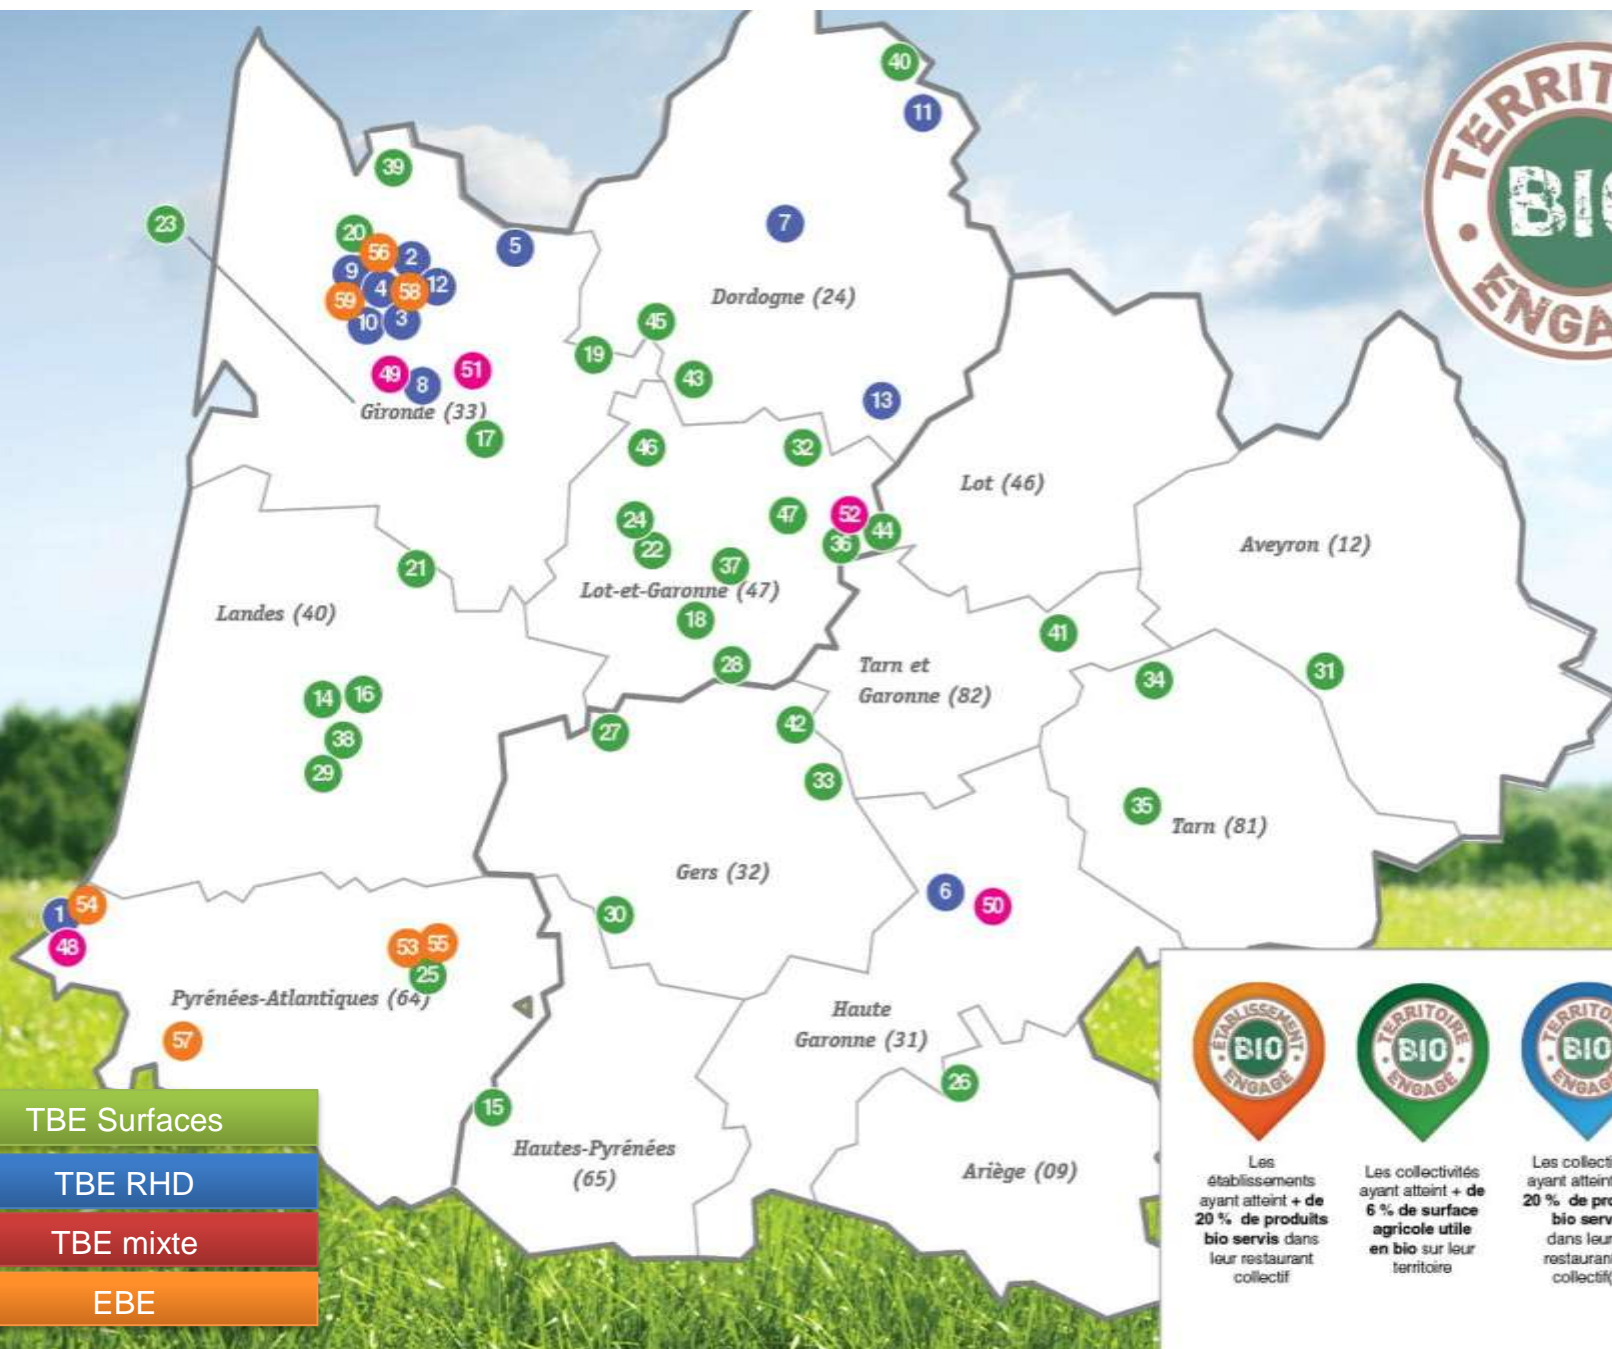 40
11
TERRIT
BIO
ENGA
39
23
20
56
2
5
7
9
4
58
12
59
10
3
Dordogne (24)
45
19
43
49
8
51
13
Gironde (33)
17
46
32
Lot (46)
24
22
47
52
36
44
Aveyron (12)
21
37
Lot-et-Garonne (47)
Landes (40)
18
41
28
Tarn et
Garonne (82)
34
31
14
16
38
29
27
42
33
35
Tarn (81)
Gers (32)
1
54
48
6
50
30
53
55
25
Pyrénées-Atlantiques (64)
57
Haute
Garonne (31)
26
15
Hautes-Pyrénées
(65)
Ariège (09)
TBE Surfaces
TBE RHD
TBE mixte
EBE
ÉTABLISSEMENT
BIO
ENGAGÉ
Les
établissements
ayant atteint + de
20 % de produits
bio servis dans
leur restaurant
collectif
TERRITOIRE
BIO
ENGAGÉ
Les collectivités
ayant atteint + de
6 % de surface
agricole utile
en bio sur leur
territoire
TERRITO
BIO
ENGAG
Les collecti
ayant atteint
20 % de pro
bio serv
dans leur
restauran
collectif(